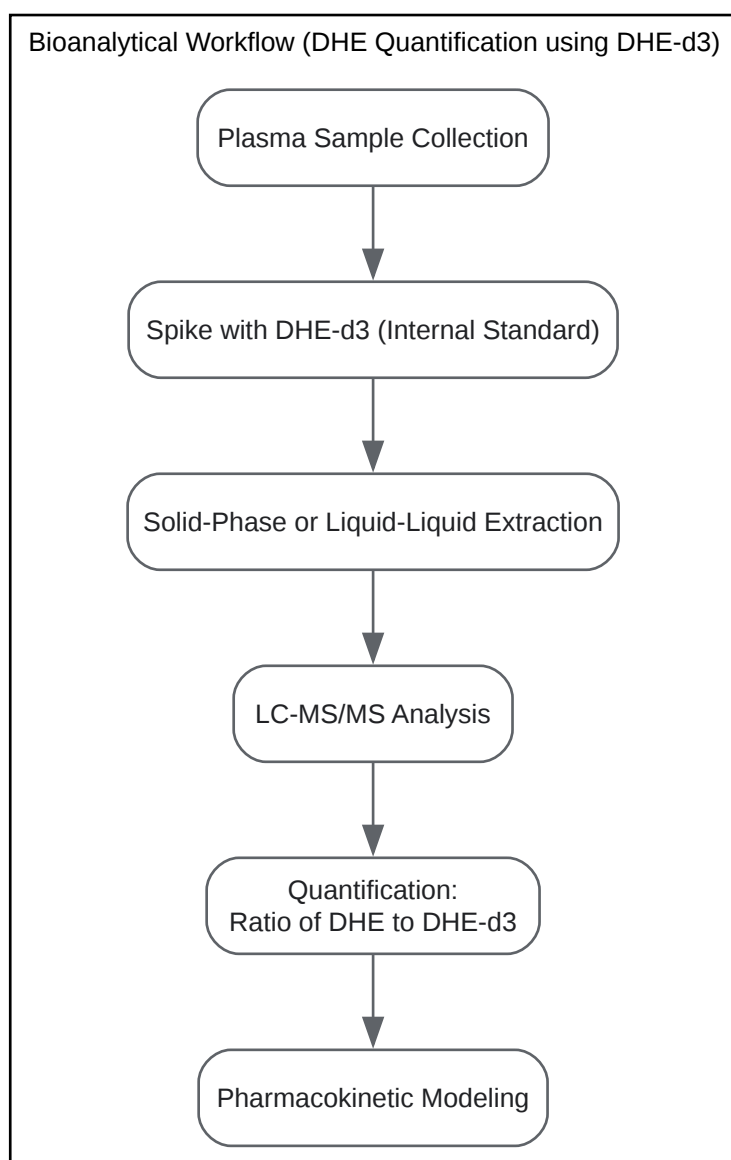 Bioanalytical Workflow (DHE Quantification using DHE-d3)
Plasma Sample Collection
Spike with DHE-d3 (Internal Standard)
Solid-Phase or Liquid-Liquid Extraction
LC-MS/MS Analysis
Quantification:
Ratio of DHE to DHE-d3
Pharmacokinetic Modeling